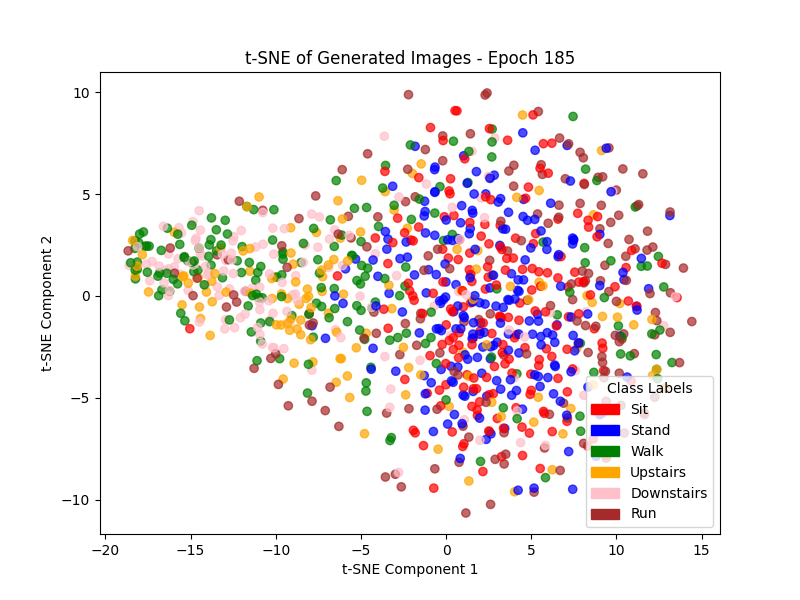 t-SNE of Generated Images - Epoch 185
t-SNE Component 2
10
5
0
−5
−10
Class Labels
Sit
Stand
Walk
Upstairs
Downstairs
Run
−20 −15 −10 −5 0 5 10 15
t-SNE Component 1